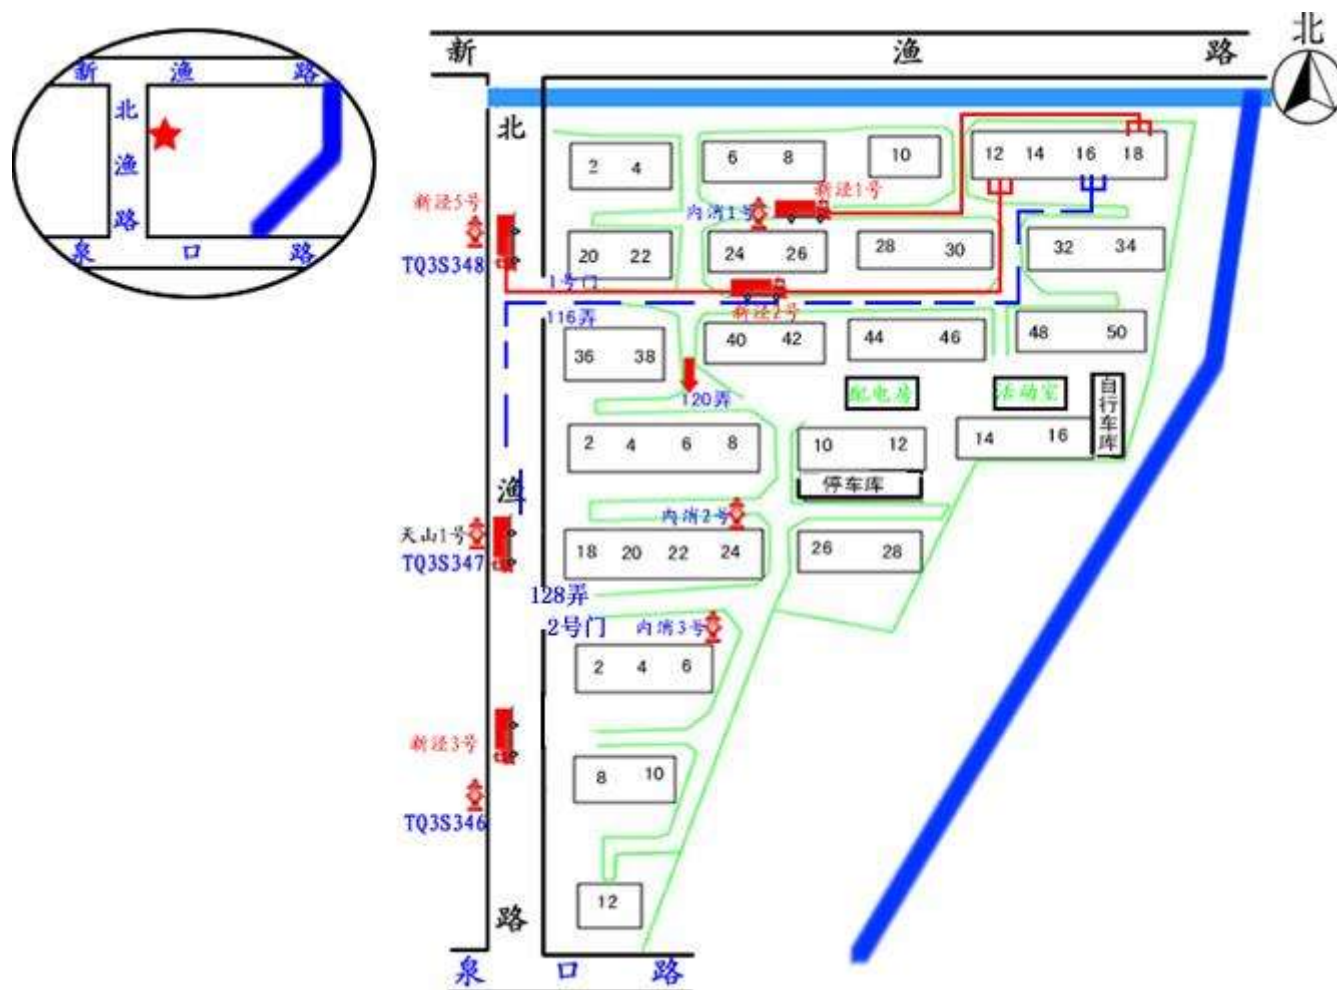 新 渔 路
北
渔
路
泉 口 路
新 渔 路
北
北
渔
路
泉 口 路
2 4
6 8
10
12 14 16 18
新泾5号
TQ3S348
新泾1号
内消1号
20 22
24 26
28 30
32 34
1号门
116弄
新泾2号
36 38
40 42
44 46
48 50
120弄
配电房
活动室
自行车库
2 4 6 8
10 12
14 16
停车库
天山1号
TQ3S347
内消2号
18 20 22 24
26 28
128弄
2号门
内消3号
2 4 6
新泾3号
TQ3S346
8 10
12